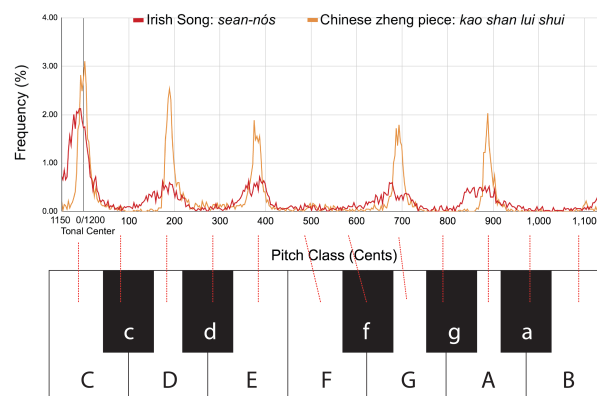 Irish Song: sean-nós
Chinese zheng piece: kao shan lui shui
4.00
3.00
2.00
1.00
0.00
Frequency (%)
1150 0/1200 100 200 300 400 500 600 700 800 900 1,000 1,100
Tonal Center
Pitch Class (Cents)
c d f g a
C D E F G A B